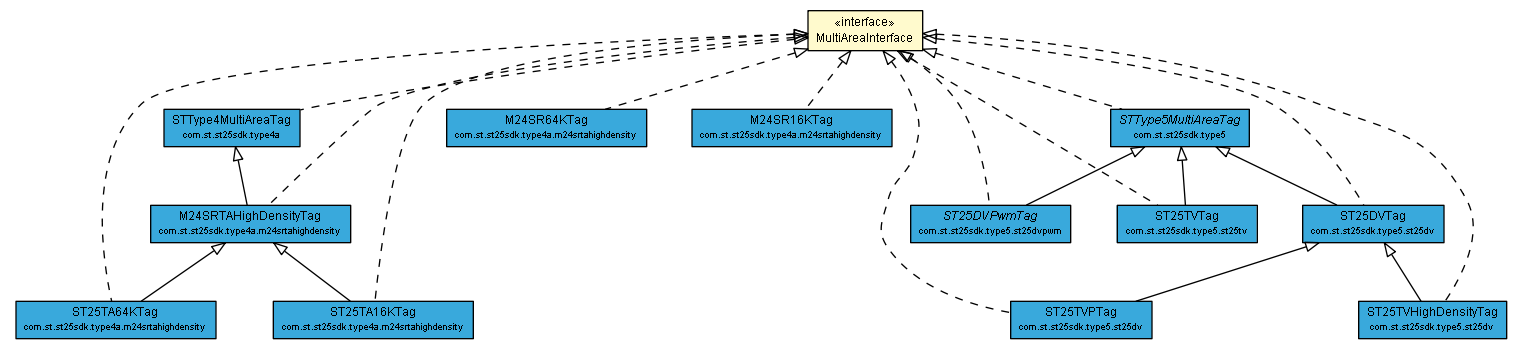 «interface»
MultiAreaInterface
STType4MultiAreaTag
com.st.st25sdk.type4a
M24SR64KTag
com.st.st25sdk.type4a.m24srtahighdensity
M24SR16KTag
com.st.st25sdk.type4a.m24srtahighdensity
STType5MultiAreaTag
com.st.st25sdk.type5
M24SRTAHighDensityTag
com.st.st25sdk.type4a.m24srtahighdensity
ST25DVPwmTag
com.st.st25sdk.type5.st25dvpwm
ST25TVTag
com.st.st25sdk.type5.st25tv
ST25DVTag
com.st.st25sdk.type5.st25dv
ST25TA64KTag
com.st.st25sdk.type4a.m24srtahighdensity
ST25TA16KTag
com.st.st25sdk.type4a.m24srtahighdensity
ST25TVPTag
com.st.st25sdk.type5.st25dv
ST25TVHighDensityTag
com.st.st25sdk.type5.st25dv